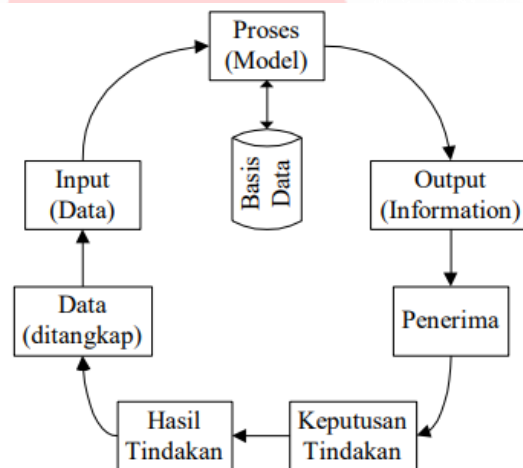 Proses
(Model)
Basis
Data
Input
(Data)
Output
(Information)
Data
(ditangkap)
Penerima
Hasil
Tindakan
Keputusan
Tindakan